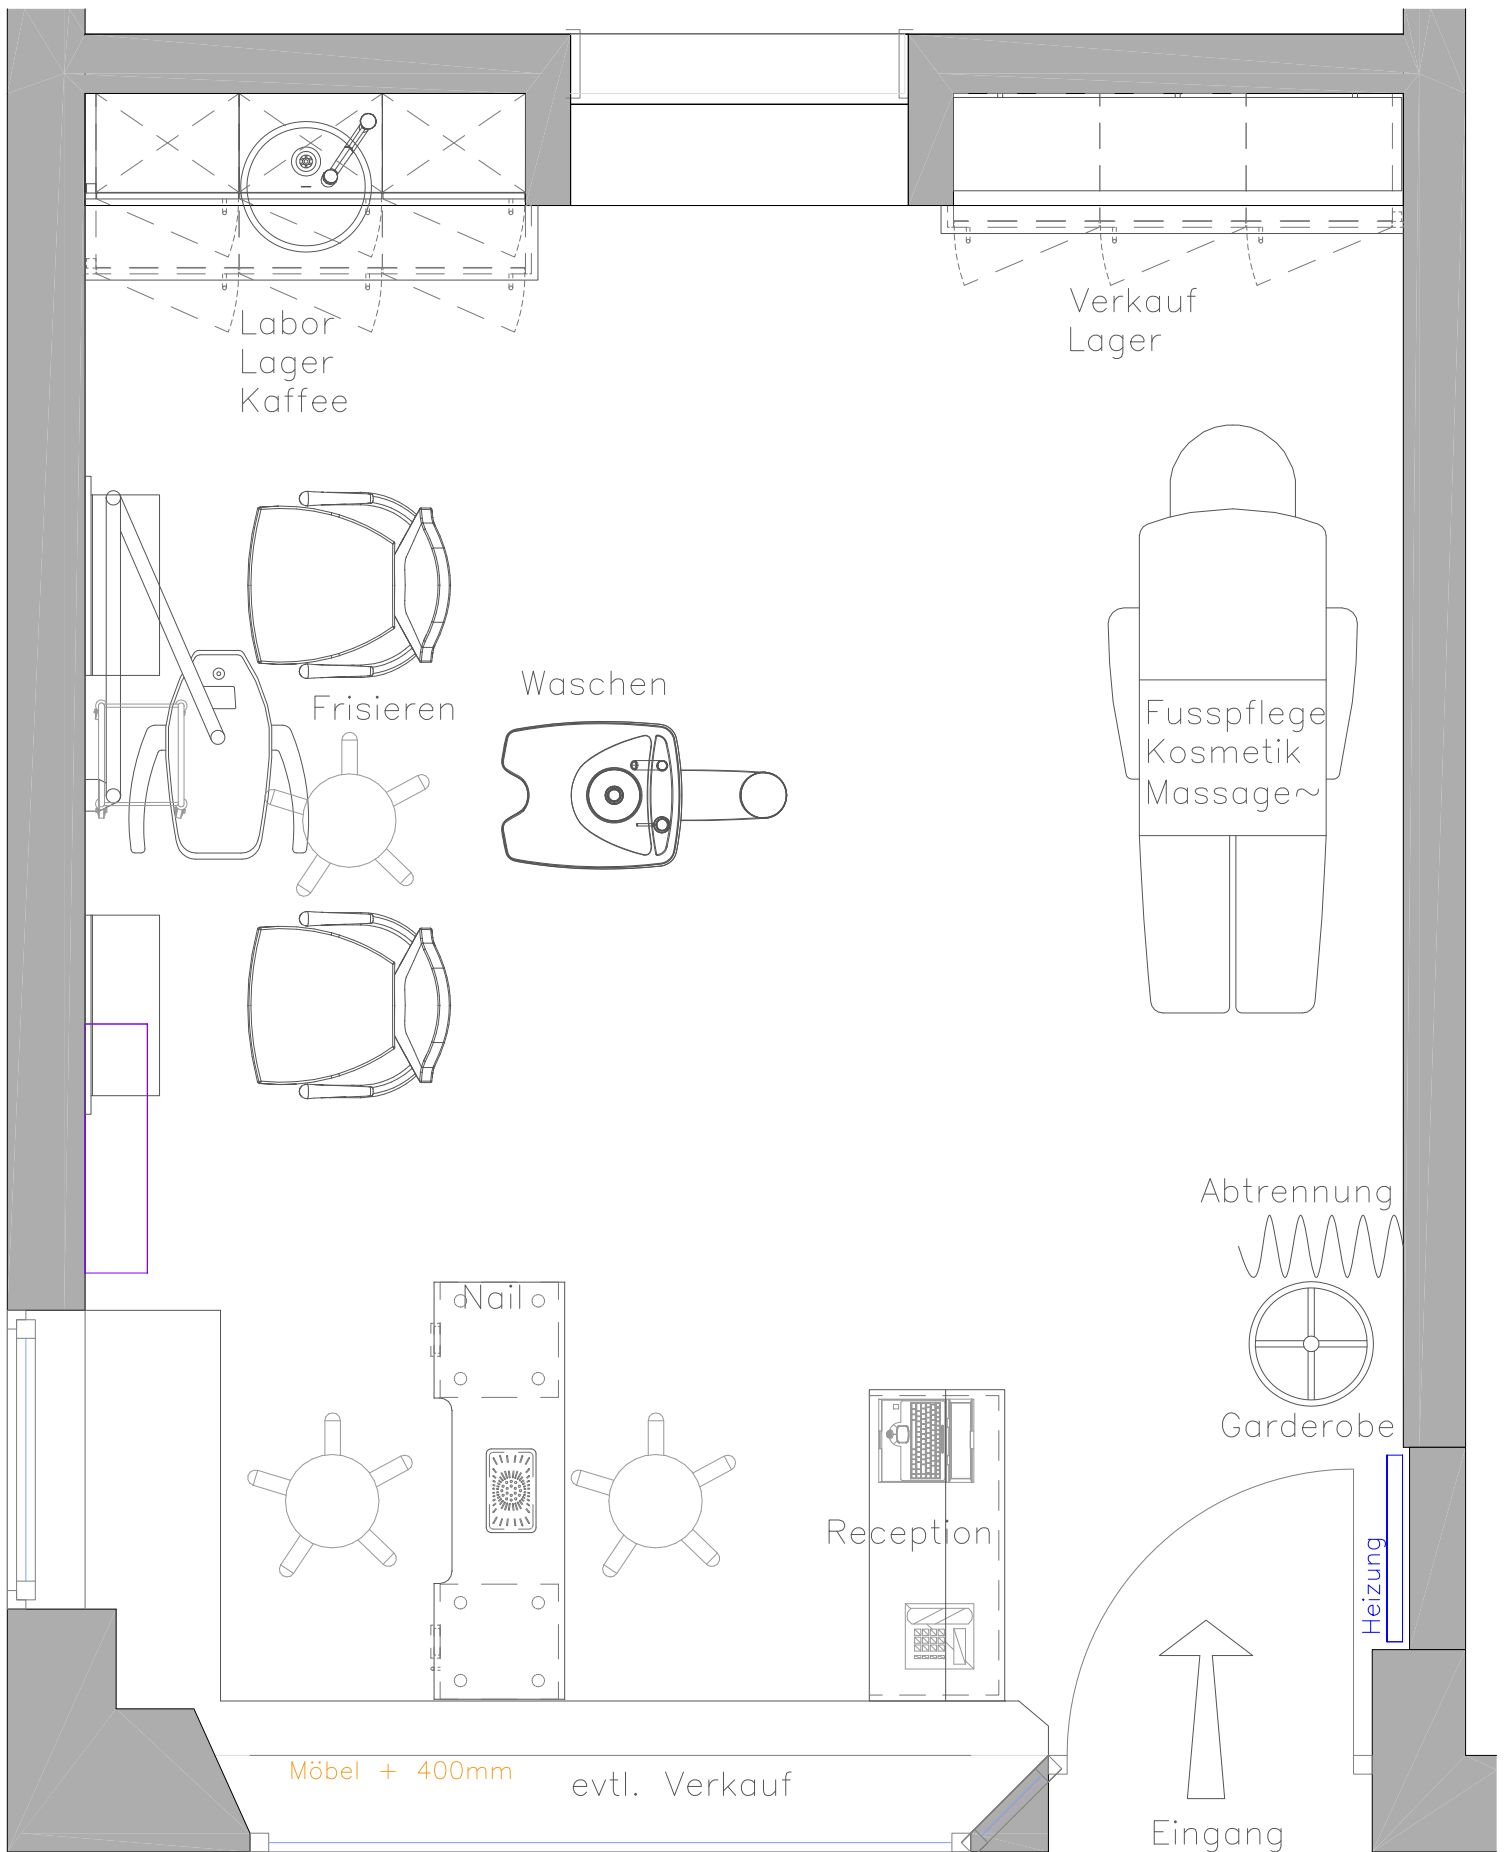 Labor
Lager
Kaffee
Verkauf
Lager
Waschen
Frisieren
Fusspflege
Kosmetik
Massage~
Abtrennung
Nail
Garderobe
Reception
Heizung
Möbel + 400mm
evtl. Verkauf
Eingang